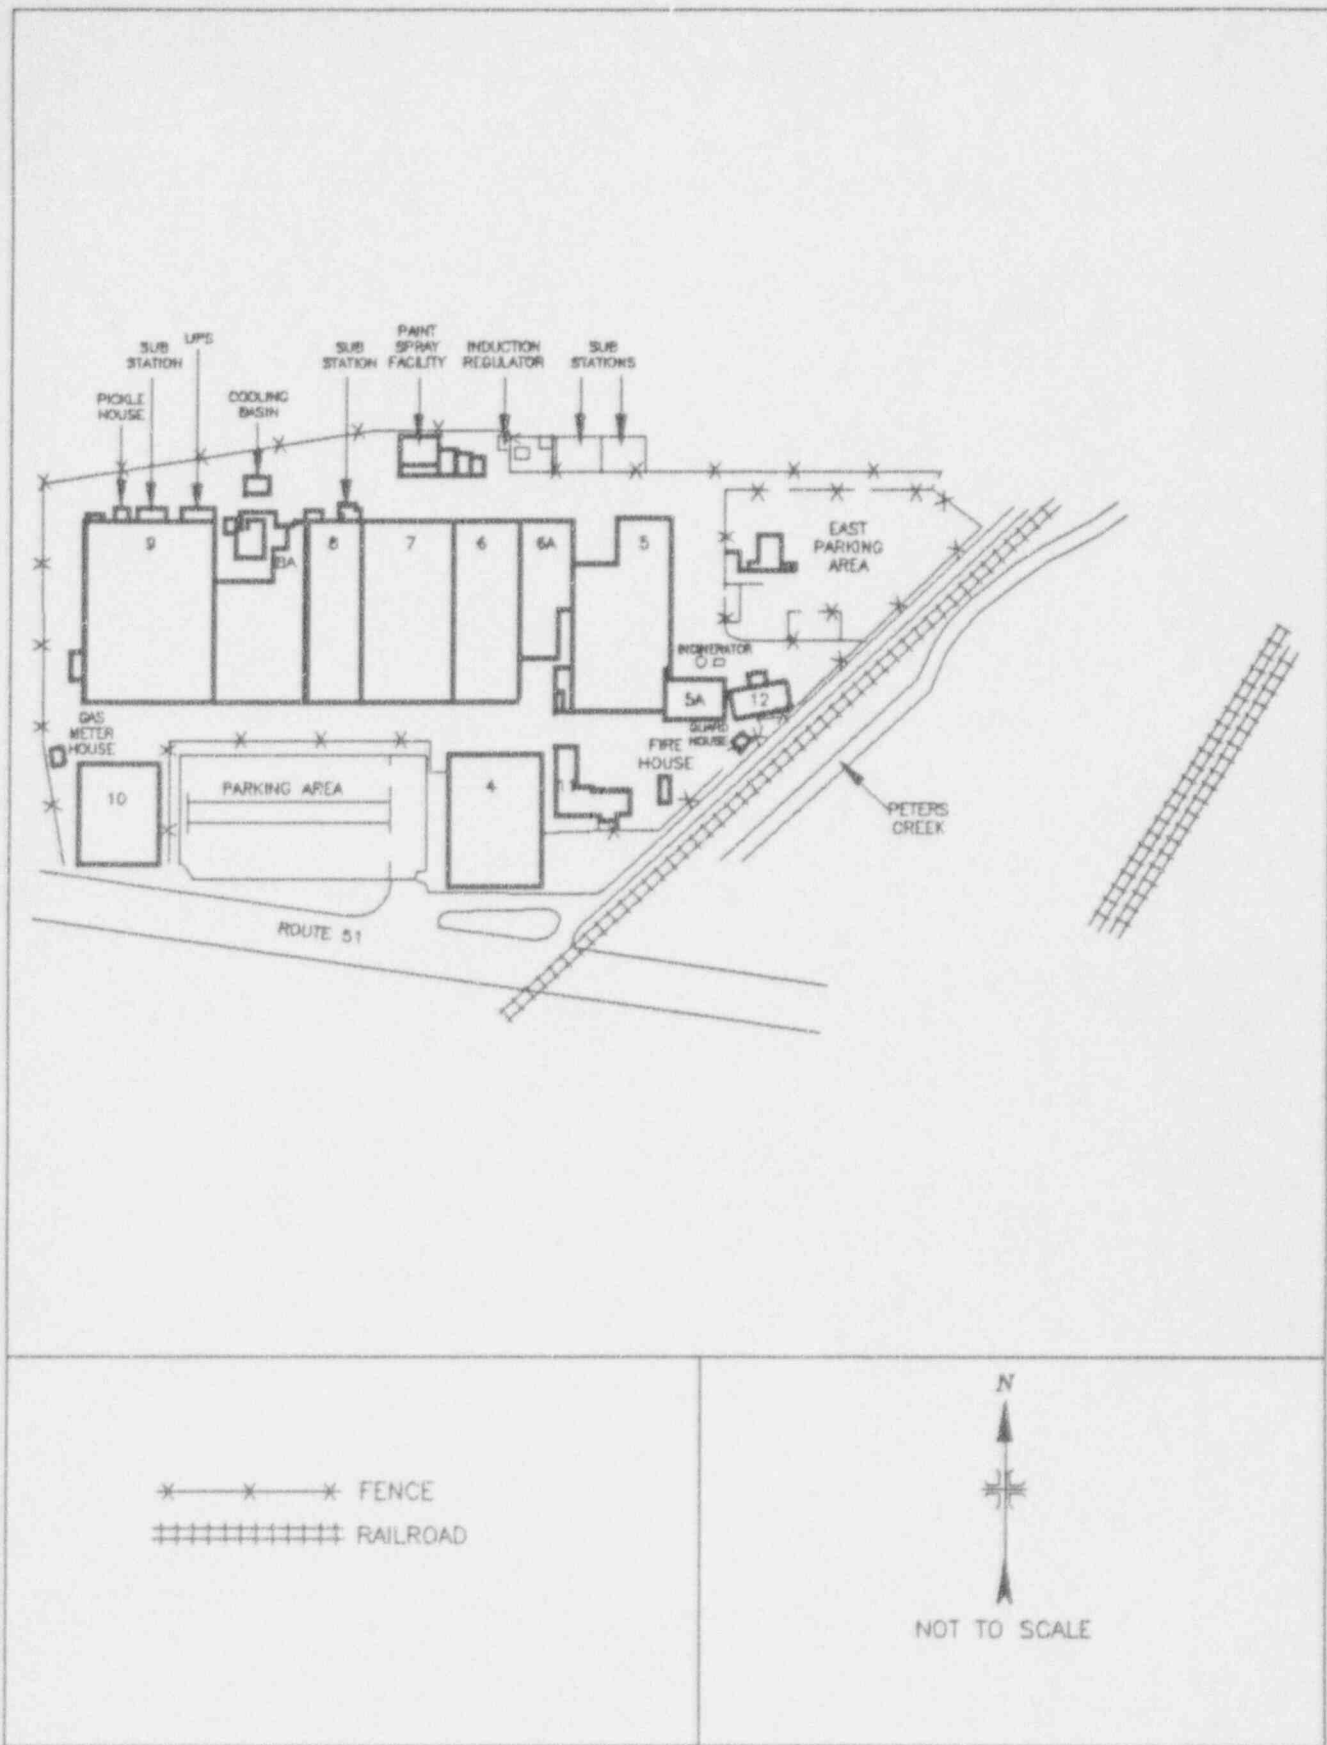 PAINT
SPRAY
FACILITY
UPS
SUB
STATION
SUB
STATION
INDUCTION
REGULATOR
SUB
STATIONS
PICKLE
HOUSE
COOLING
BASIN
9
8A
8
7
6
6A
5
EAST
PARKING
AREA
INCINERATOR
5A
12
GAS
METER
HOUSE
GUARD
HOUSE
FIRE
HOUSE
10
PARKING AREA
4
11
PETERS
CREEK
ROUTE 51
FENCE
RAILROAD
N
NOT TO SCALE